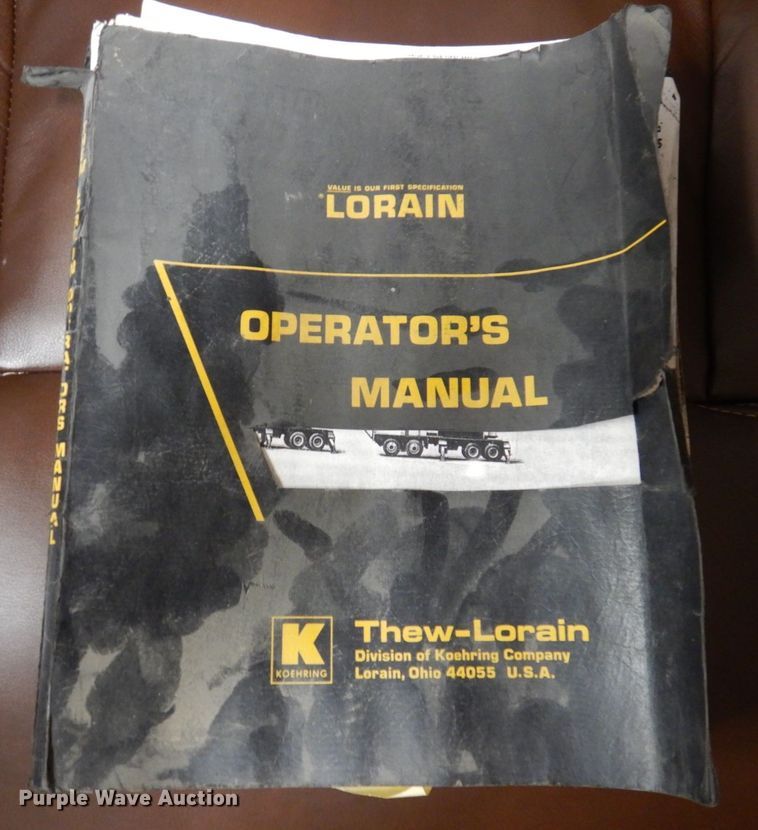 VALUE IS OUR FIRST SPECIFICATION
LORAIN
OPERATOR'S
MANUAL
K
KOEHRING
Thew-Lorain
Division of Koehring Company
Lorain, Ohio 44055 U.S.A.
MANUAL
Purple Wave Auction